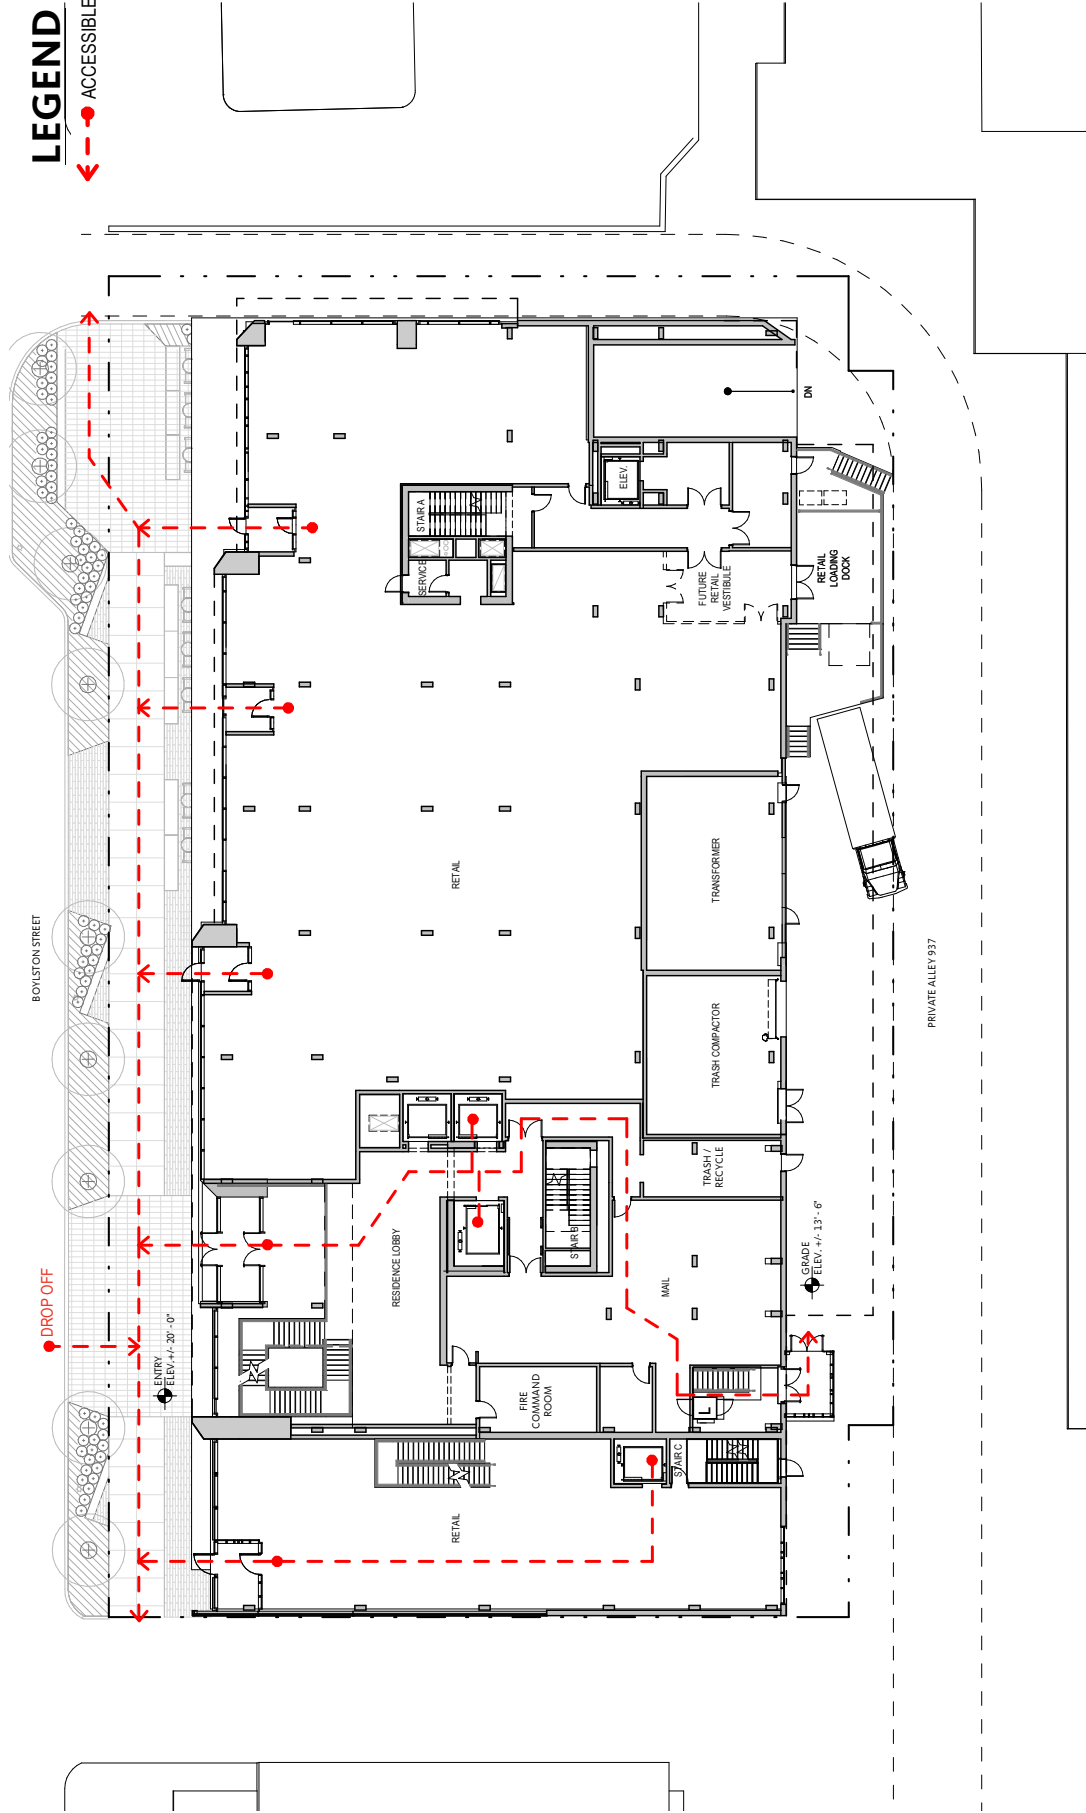 LEGEND
ACCESSIBLE
BOYLSTON STREET
DROP OFF
ENTRY
ELEV. +/- 20' - 0"
STAIR A
SERVICE
ELEV.
DN
FUTURE
RETAIL
VESTIBULE
RETAIL
LOADING
DOCK
RETAIL
TRANSFORMER
TRASH COMPACTOR
TRASH /
RECYCLE
RESIDENCE LOBBY
STAIR B
MAIL
GRADE
ELEV. +/- 13' - 6"
FIRE
COMMAND
ROOM
L
STAIR C
RETAIL
PRIVATE ALLEY 937